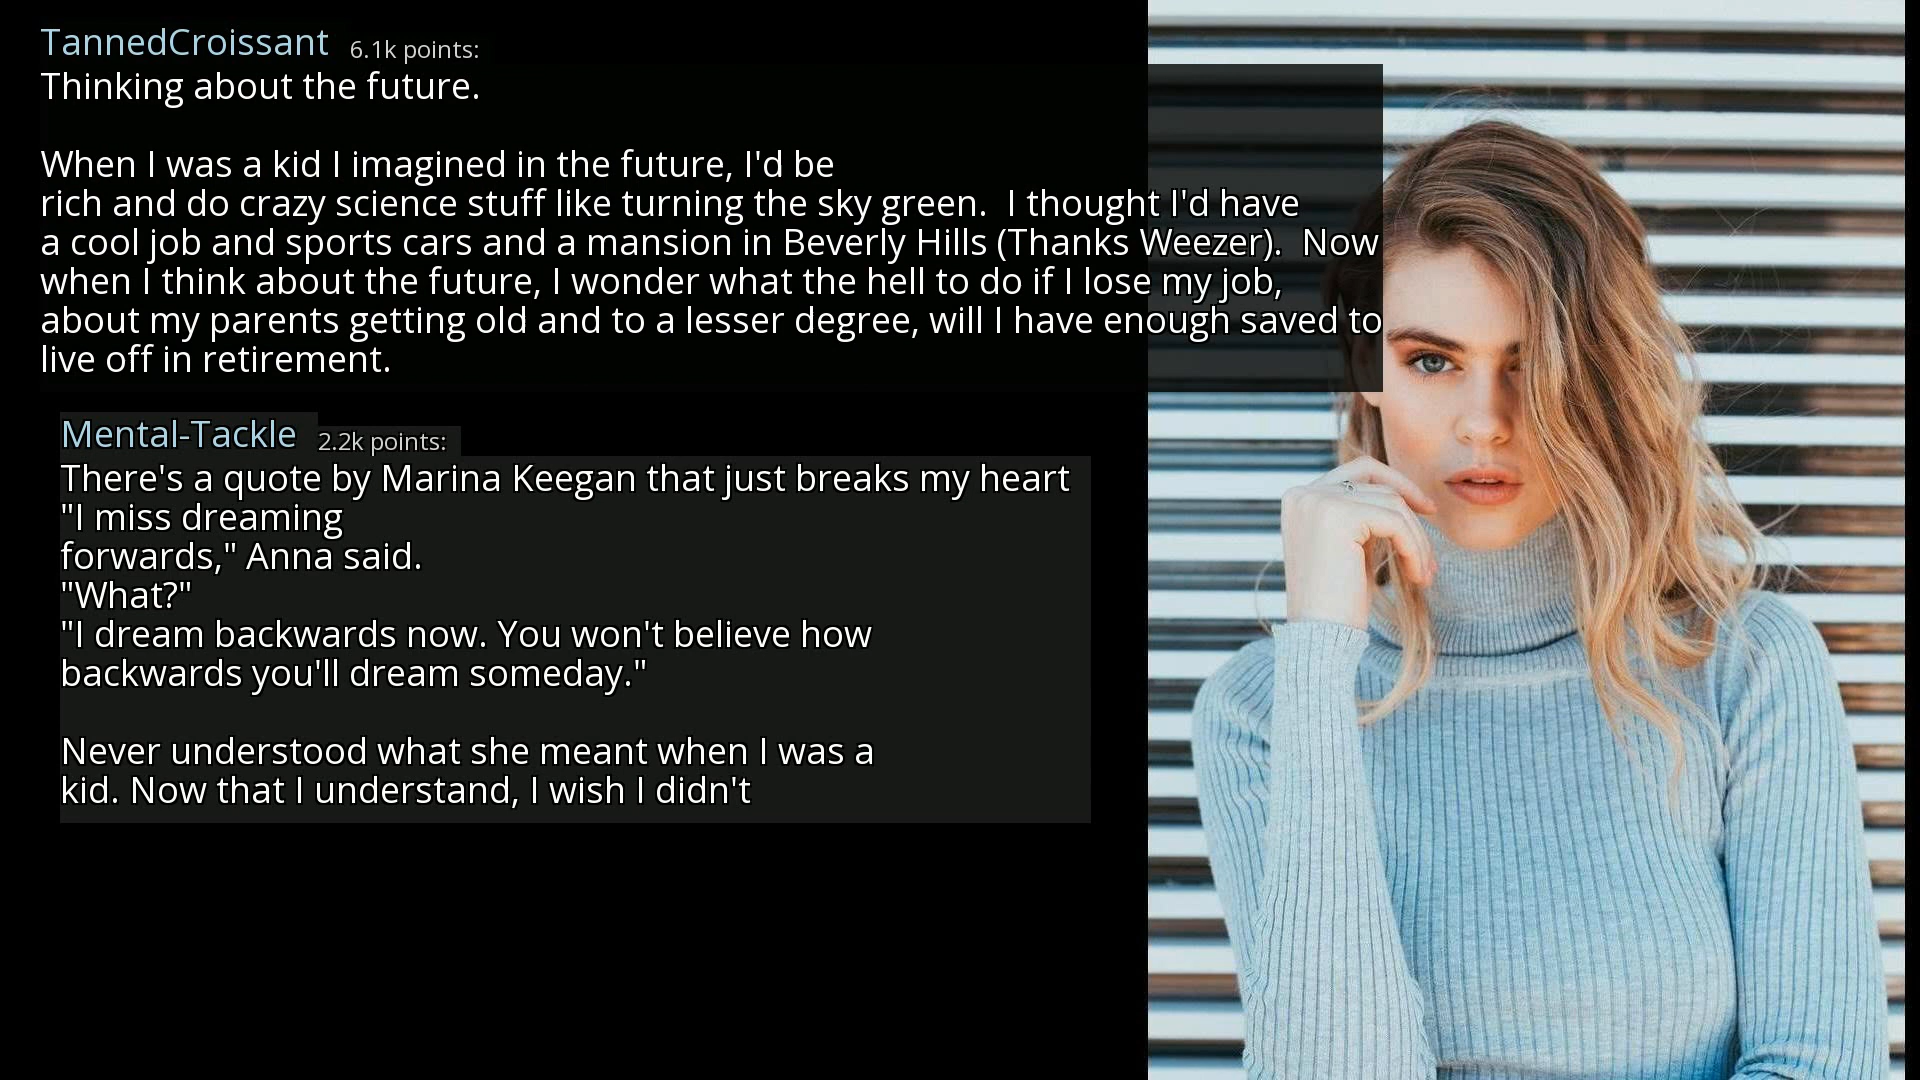 TannedCroissant 6.1k points:
Thinking about the future.
When I was a kid I imagined in the future, I'd be
rich and do crazy science stuff like turning the sky green.  I thought I'd have
a cool job and sports cars and a mansion in Beverly Hills (Thanks Weezer).  Now
when I think about the future, I wonder what the hell to do if I lose my job,
about my parents getting old and to a lesser degree, will I have enough saved to
live off in retirement.
Mental-Tackle 2.2k points:
There's a quote by Marina Keegan that just breaks my heart
"I miss dreaming
forwards," Anna said.
"What?"
"I dream backwards now. You won't believe how
backwards you'll dream someday."
Never understood what she meant when I was a
kid. Now that I understand, I wish I didn't